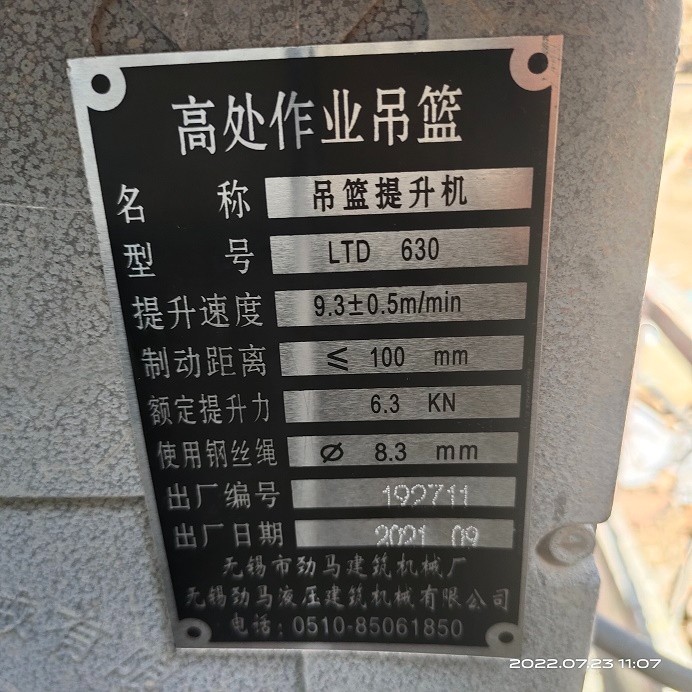 高处作业吊篮
名称 吊篮提升机
型号 LTD 630
提升速度 9.3±0.5m/min
制动距离 ≤ 100 mm
额定提升力 6.3 KN
使用钢丝绳 Ø 8.3 mm
出厂编号 192711
出厂日期 2021 09
无锡市劲马建筑机械厂
无锡劲马液压建筑机械有限公司
电话：0510-85061850
2022.07.23 11:07